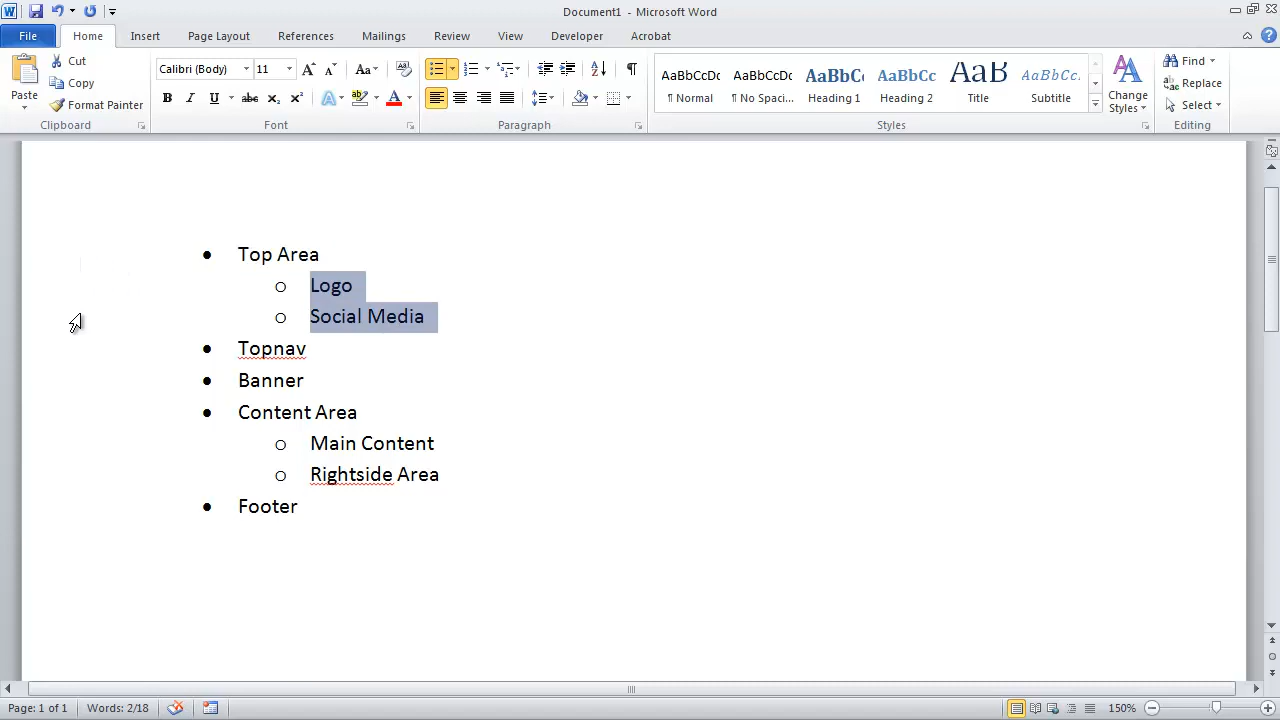 Document1 - Microsoft Word
File Home Insert Page Layout References Mailings Review View Developer Acrobat
Paste
Cut
Copy
Format Painter
Clipboard
Calibri (Body) 11
Font
Paragraph
AaBbCcDc AaBbCcDc AaBbCc AaBbCc AaB AaBbCc.
¶ Normal ¶ No Spaci... Heading 1 Heading 2 Title Subtitle
Change Styles
Styles
Find
Replace
Select
Editing
• Top Area
o Logo
o Social Media
• Topnav
• Banner
• Content Area
o Main Content
o Rightside Area
• Footer
Page: 1 of 1 Words: 2/18 150%